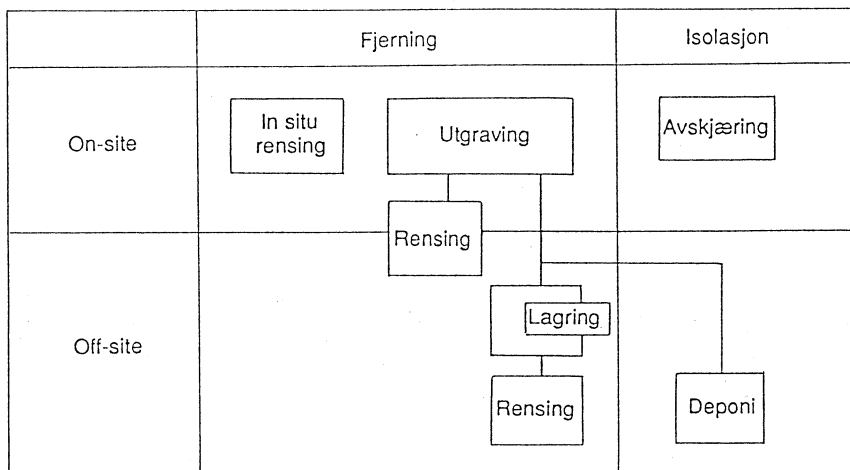 Fjerning
Isolasjon
On-site
In situ
rensing
Utgraving
Avskjæring
Rensing
Off-site
Lagring
Rensing
Deponi